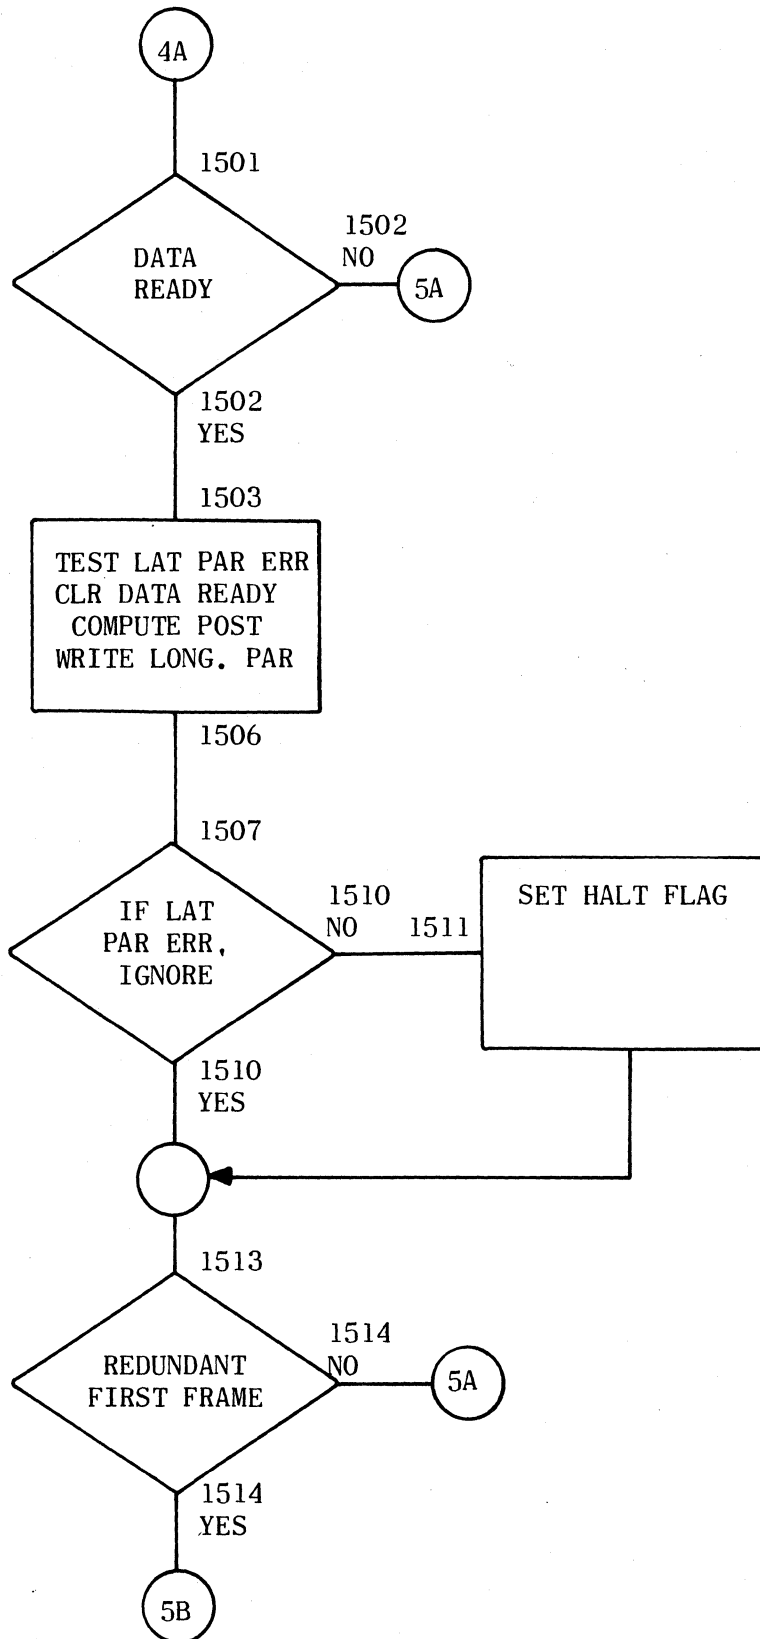 4A
1501
DATA
READY
1502
NO
5A
1502
YES
1503
TEST LAT PAR ERR
CLR DATA READY
COMPUTE POST
WRITE LONG. PAR
1506
1507
IF LAT
PAR ERR,
IGNORE
1510
NO
1511
SET HALT FLAG
1510
YES
1513
REDUNDANT
FIRST FRAME
1514
NO
5A
1514
YES
5B